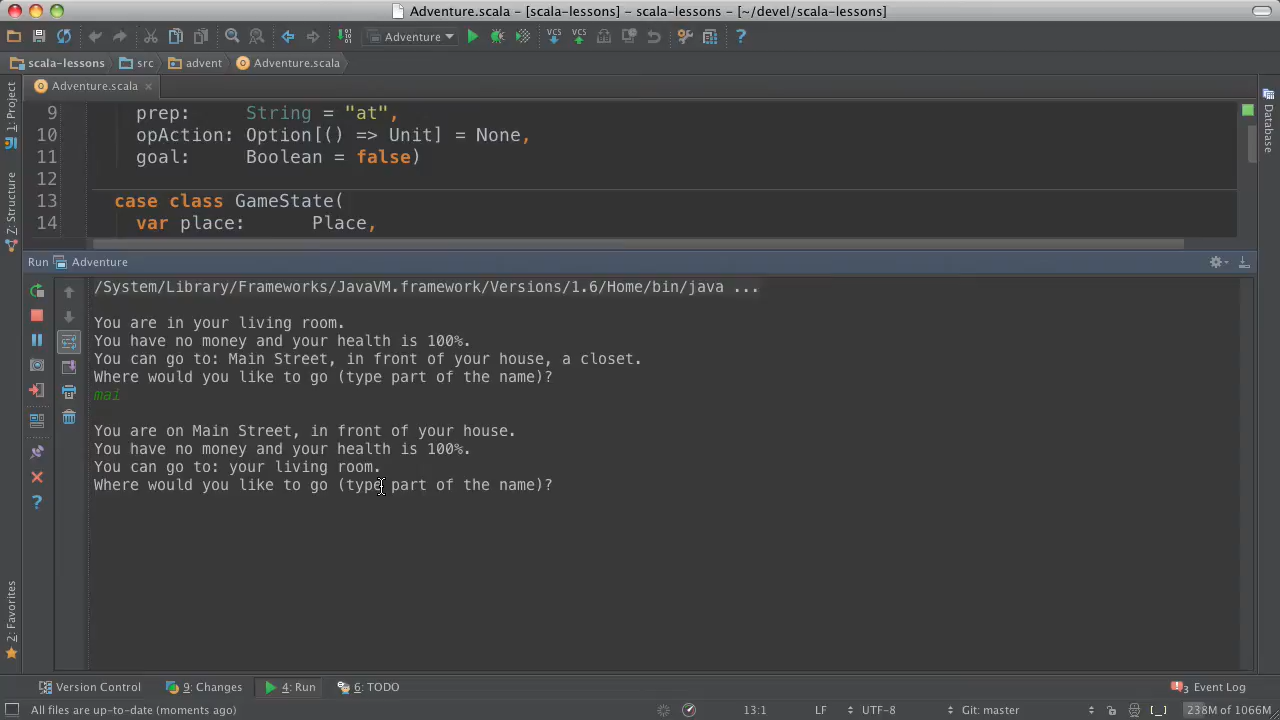 Adventure.scala - [scala-lessons] - scala-lessons - [~/devel/scala-lessons]
Adventure
scala-lessons
src
advent
Adventure.scala
Adventure.scala
1: Project
Z: Structure
2: Favorites
Database
9 prep: String = "at",
10 opAction: Option[() => Unit] = None,
11 goal: Boolean = false)
12
13 case class GameState(
14 var place: Place,
Run Adventure
/System/Library/Frameworks/JavaVM.framework/Versions/1.6/Home/bin/java ...
You are in your living room.
You have no money and your health is 100%.
You can go to: Main Street, in front of your house, a closet.
Where would you like to go (type part of the name)?
mai
You are on Main Street, in front of your house.
You have no money and your health is 100%.
You can go to: your living room.
Where would you like to go (type part of the name)?
Version Control
9: Changes
4: Run
6: TODO
3 Event Log
All files are up-to-date (moments ago)
13:1
LF
UTF-8
Git: master
238M of 1066M